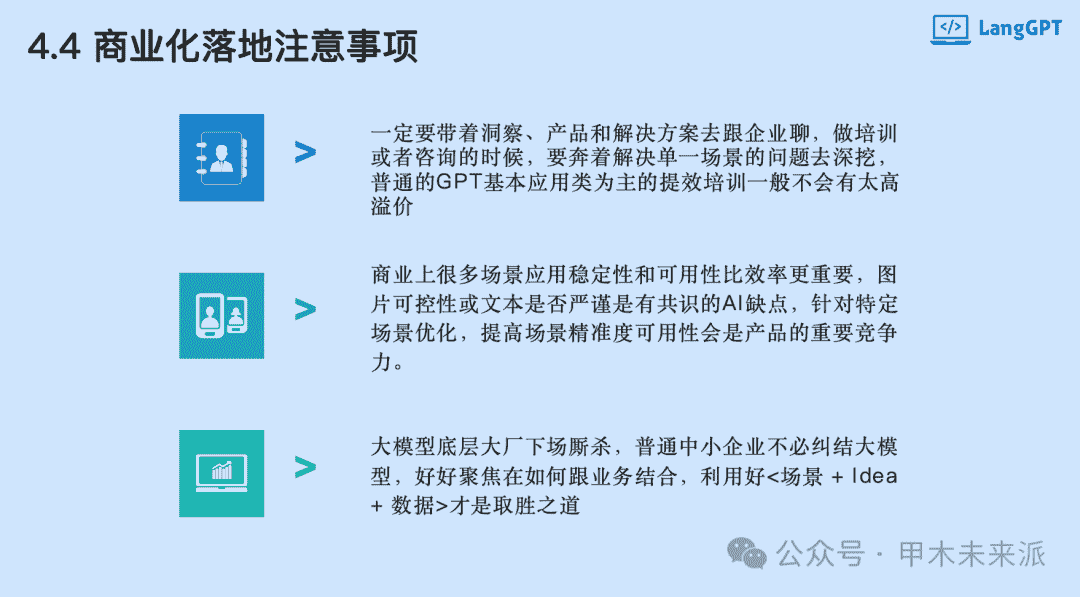 4.4 商业化落地注意事项
</> LangGPT
> 一定要带着洞察、产品和解决方案去跟企业聊，做培训
或者咨询的时候，要奔着解决单一场景的问题去深挖，
普通的GPT基本应用类为主的提效培训一般不会有太高
溢价
> 商业上很多场景应用稳定性和可用性比效率更重要，图
片可控性或文本是否严谨是有共识的AI缺点，针对特定
场景优化，提高场景精准度可用性会是产品的重要竞争
力。
> 大模型底层大厂下场厮杀，普通中小企业不必纠结大模
型，好好聚焦在如何跟业务结合，利用好<场景 + Idea
+ 数据>才是取胜之道
公众号 · 甲木未来派